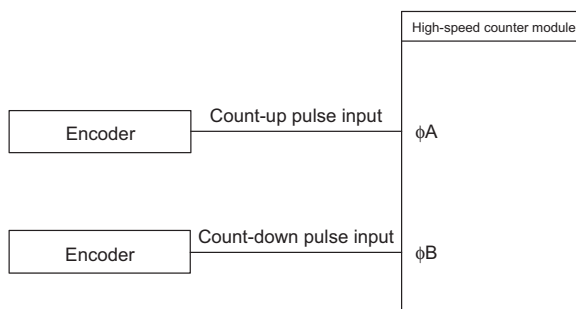 High-speed counter module
Count-up pulse input
Encoder
ϕA
Count-down pulse input
Encoder
ϕB